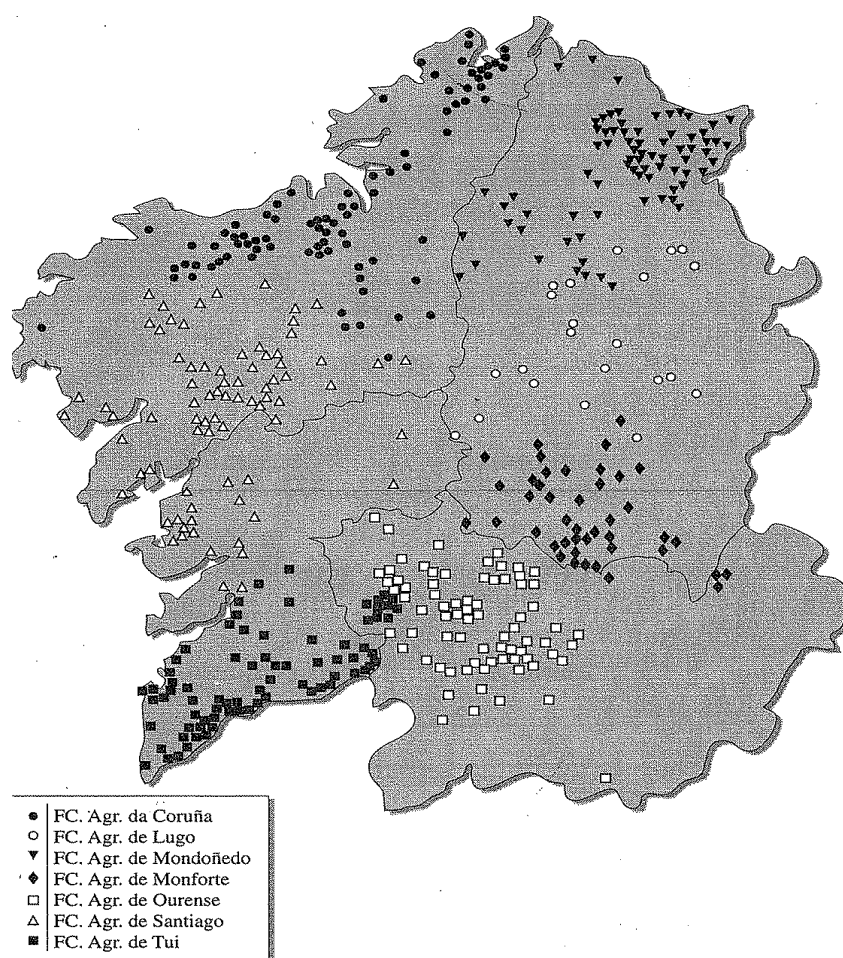 FC. Agr. da Coruña
FC. Agr. de Lugo
FC. Agr. de Mondoñedo
FC. Agr. de Monforte
FC. Agr. de Ourense
FC. Agr. de Santiago
FC. Agr. de Tui